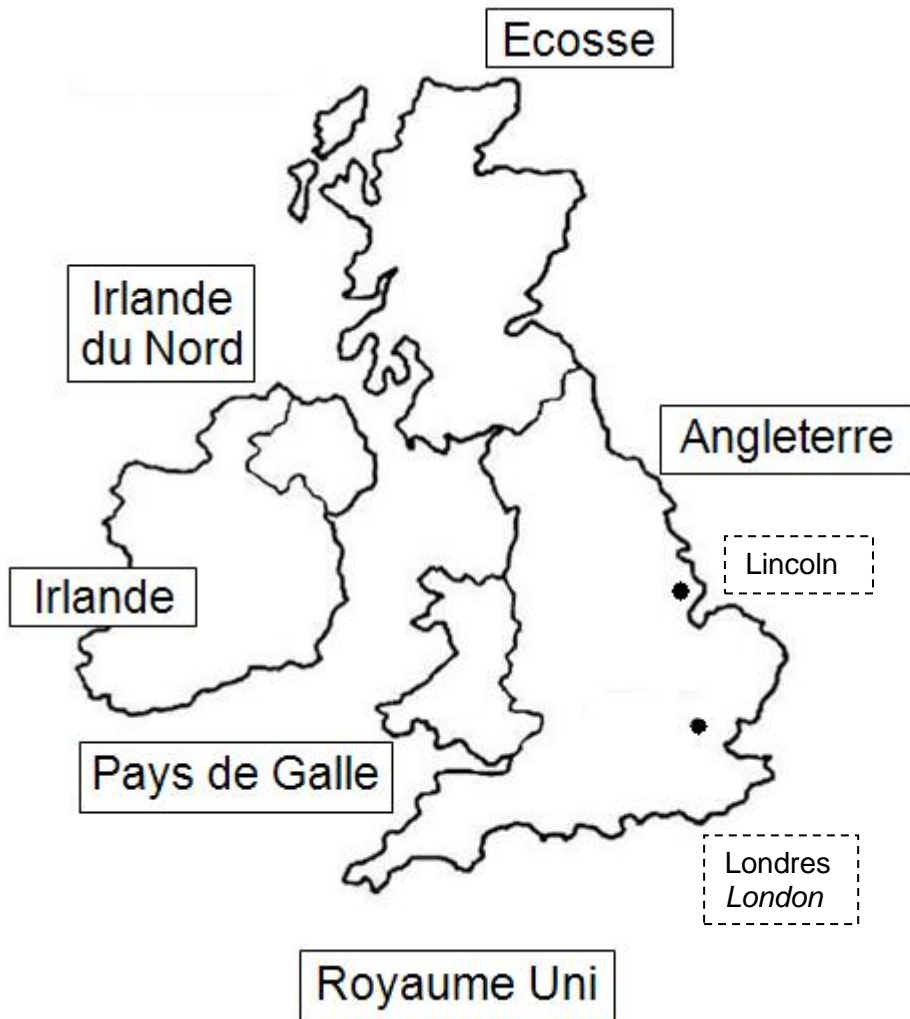 Ecosse
Irlande
du Nord
Angleterre
Lincoln
Irlande
Pays de Galle
Londres
London
Royaume Uni